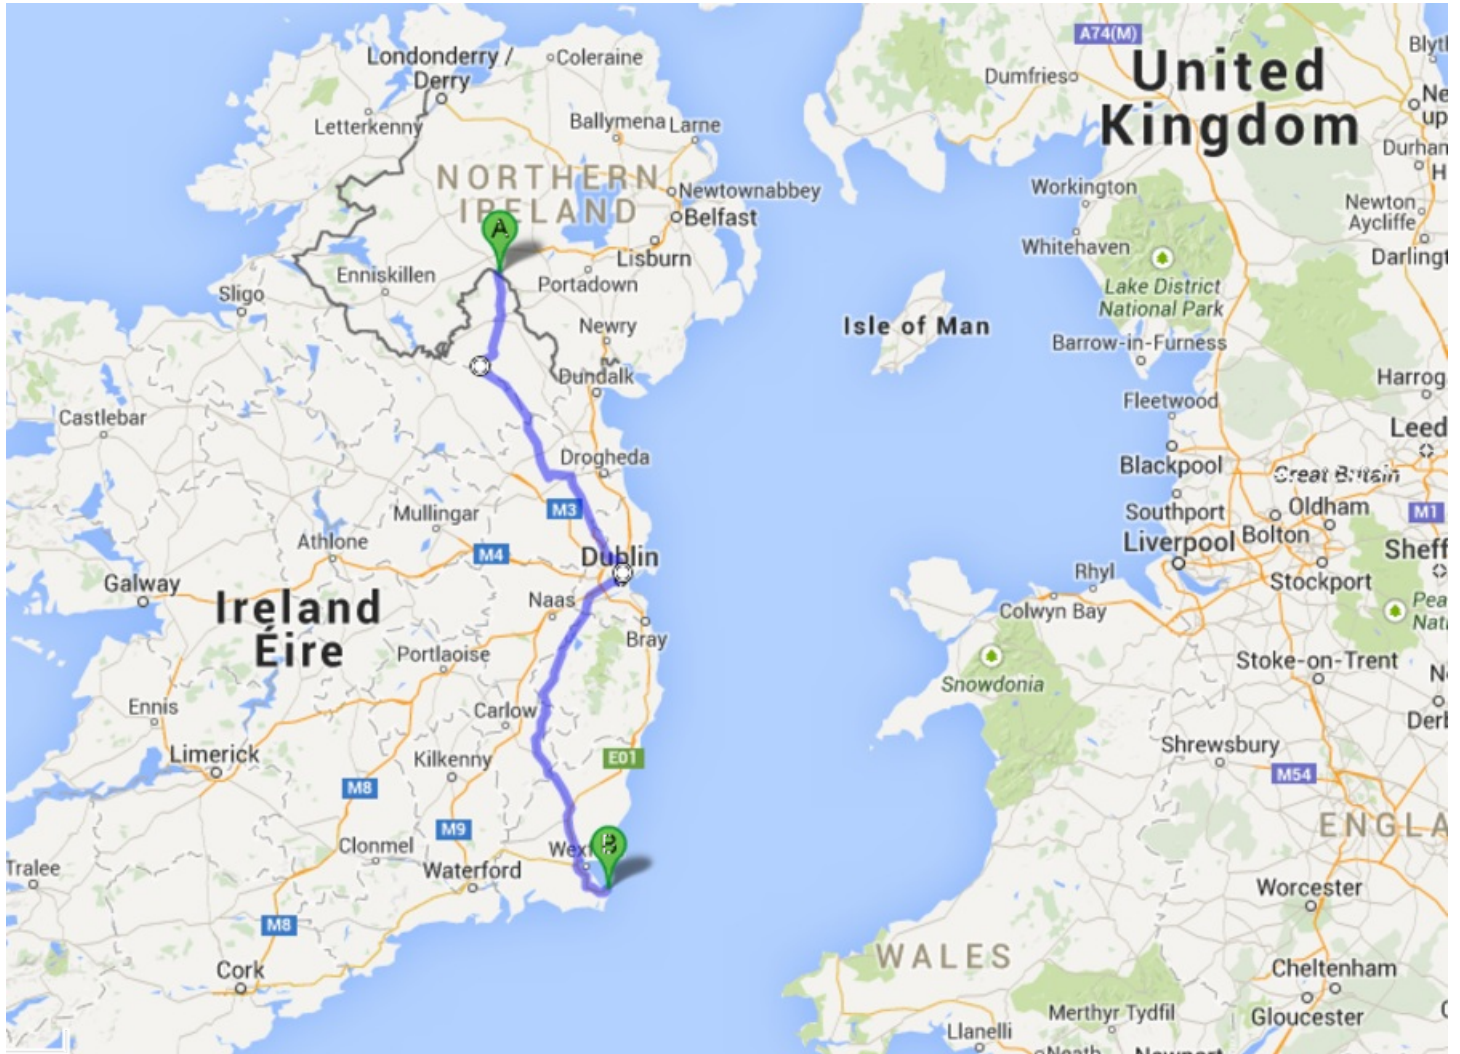 A74(M)
United
Kingdom
Londonderry /
Derry
Coleraine
Dumfries
Letterkenny
Ballymena
Larne
NORTHERN
IRELAND
Newtownabbey
Belfast
Workington
Durham
Newton
Aycliffe
A
Whitehaven
Lisburn
Enniskillen
Portadown
Sligo
Lake District
National Park
Newry
Isle of Man
Barrow-in-Furness
Dundalk
Castlebar
Fleetwood
Drogheda
Blackpool
Great Britain
Mullingar
M3
Southport
Oldham
M1
Athlone
M4
Dublin
Liverpool
Bolton
Galway
Rhyl
Stockport
Ireland
Éire
Naas
Colwyn Bay
Bray
Portlaoise
Snowdonia
Stoke-on-Trent
Ennis
Carlow
Limerick
Kilkenny
E01
Shrewsbury
M8
M54
M9
ENGLA
Clonmel
B
Tralee
Waterford
Worcester
M8
WALES
Cork
Cheltenham
Merthyr Tydfil
Gloucester
Llanelli